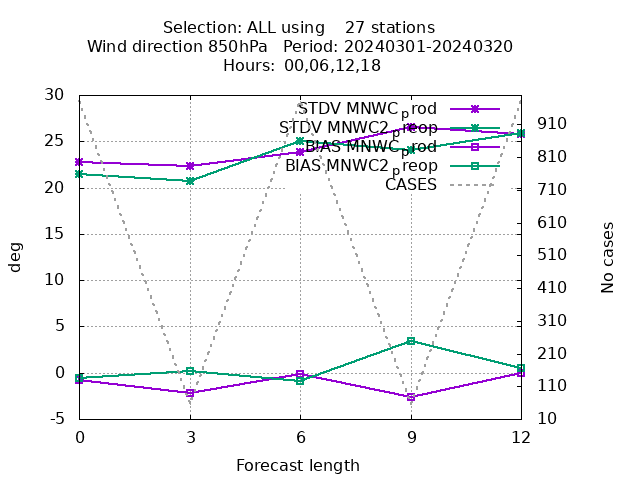 Selection: ALL using 27 stations
Wind direction 850hPa Period: 20240301-20240320
Hours: 00,06,12,18
30
25
20
15
10
5
0
-5
deg
STDV MNWC_prod
STDV MNWC2_preop
BIAS MNWC_prod
BIAS MNWC2_preop
CASES
910
810
710
610
510
410
310
210
110
10
No cases
0 3 6 9 12
Forecast length